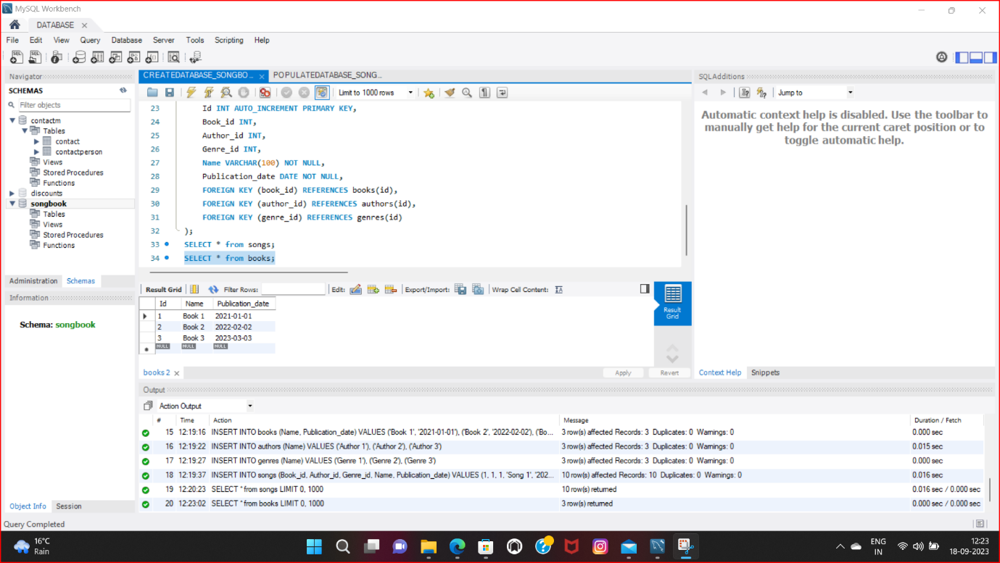 MySQL Workbench
DATABASE
File Edit View Query Database Server Tools Scripting Help
Navigator
SCHEMAS
Filter objects
contactm
Tables
contact
contactperson
Views
Stored Procedures
Functions
discounts
songbook
Tables
Views
Stored Procedures
Functions
Administration Schemas
Information
Schema: songbook
Object Info Session
CREATEDATABASE_SONGBO... POPULATEDATABASE_SONG...
Limit to 1000 rows
23 Id INT AUTO_INCREMENT PRIMARY KEY,
24 Book_id INT,
25 Author_id INT,
26 Genre_id INT,
27 Name VARCHAR(100) NOT NULL,
28 Publication_date DATE NOT NULL,
29 FOREIGN KEY (book_id) REFERENCES books(id),
30 FOREIGN KEY (author_id) REFERENCES authors(id),
31 FOREIGN KEY (genre_id) REFERENCES genres(id)
32 );
33 SELECT * from songs;
34 SELECT * from books;
Result Grid Filter Rows: Edit: Export/Import: Wrap Cell Content:
Id Name Publication_date
1 Book 1 2021-01-01
2 Book 2 2022-02-02
3 Book 3 2023-03-03
NULL NULL NULL
Result
Grid
books 2
Apply Revert
SQLAdditions
Jump to
Automatic context help is disabled. Use the toolbar to
manually get help for the current caret position or to
toggle automatic help.
Context Help Snippets
Output
Action Output
# Time Action Message Duration / Fetch
15 12:19:16 INSERT INTO books (Name, Publication_date) VALUES ('Book 1', '2021-01-01'), ('Book 2', '2022-02-02'), ('Bo... 3 row(s) affected Records: 3 Duplicates: 0 Warnings: 0 0.000 sec
16 12:19:22 INSERT INTO authors (Name) VALUES ('Author 1'), ('Author 2'), ('Author 3') 3 row(s) affected Records: 3 Duplicates: 0 Warnings: 0 0.015 sec
17 12:19:27 INSERT INTO genres (Name) VALUES ('Genre 1'), ('Genre 2'), ('Genre 3') 3 row(s) affected Records: 3 Duplicates: 0 Warnings: 0 0.000 sec
18 12:19:37 INSERT INTO songs (Book_id, Author_id, Genre_id, Name, Publication_date) VALUES (1, 1, 1, 'Song 1', '202... 10 row(s) affected Records: 10 Duplicates: 0 Warnings: 0 0.016 sec
19 12:20:23 SELECT * from songs LIMIT 0, 1000 10 row(s) returned 0.016 sec / 0.000 sec
20 12:23:02 SELECT * from books LIMIT 0, 1000 3 row(s) returned 0.000 sec / 0.000 sec
Query Completed
16°C
Rain
ENG
IN
12:23
18-09-2023